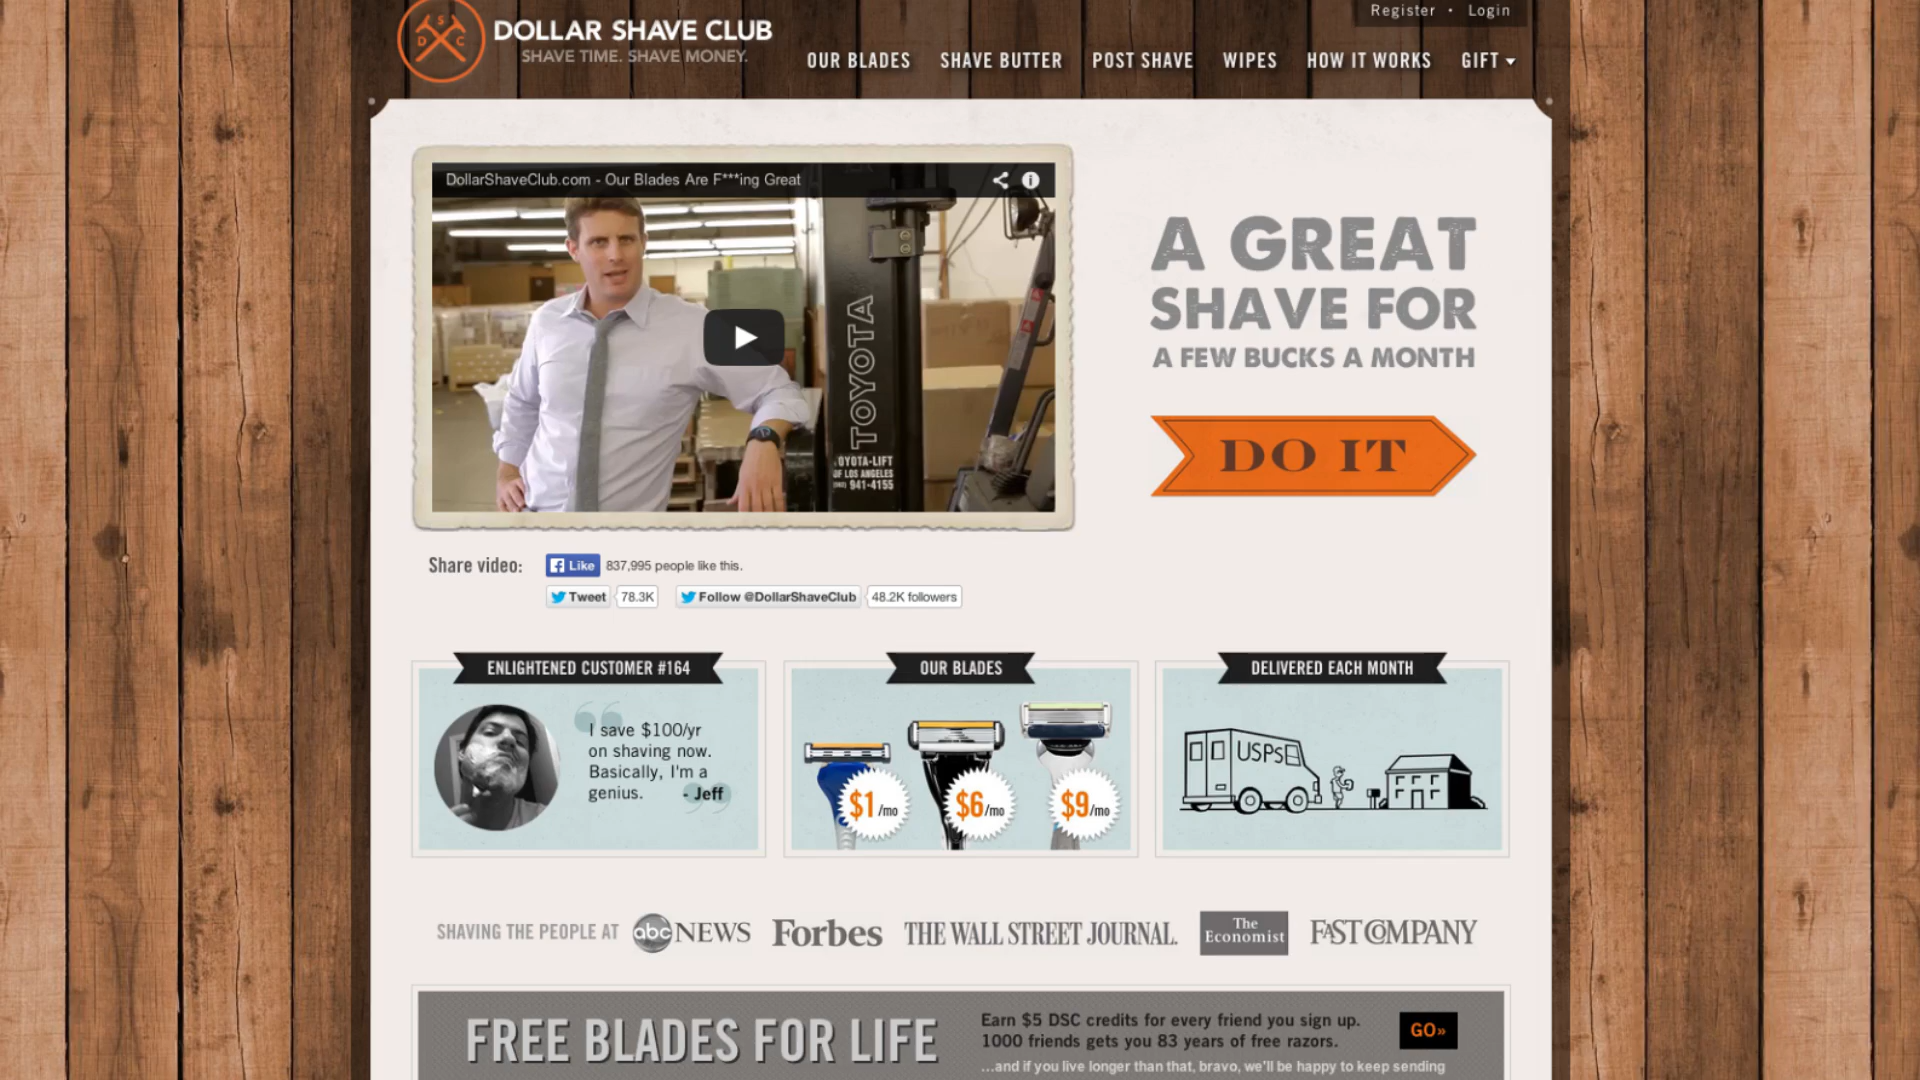 Register • Login
D S C
DOLLAR SHAVE CLUB
SHAVE TIME. SHAVE MONEY.
OUR BLADES SHAVE BUTTER POST SHAVE WIPES HOW IT WORKS GIFT
DollarShaveClub.com - Our Blades Are F***ing Great
TOYOTA
OYOTA-LIFT
OF LOS ANGELES
941-4155
A GREAT
SHAVE FOR
A FEW BUCKS A MONTH
DO IT
Share video:
Like 837,995 people like this.
Tweet 78.3K Follow @DollarShaveClub 48.2K followers
ENLIGHTENED CUSTOMER #164
“I save $100/yr
on shaving now.
Basically, I'm a
genius. - Jeff”
OUR BLADES
$1/mo $6/mo $9/mo
DELIVERED EACH MONTH
USPS
SHAVING THE PEOPLE AT abc NEWS Forbes THE WALL STREET JOURNAL. The Economist FAST COMPANY
FREE BLADES FOR LIFE
Earn $5 DSC credits for every friend you sign up.
1000 friends gets you 83 years of free razors.
...and if you live longer than that, bravo, we'll be happy to keep sending
GO»